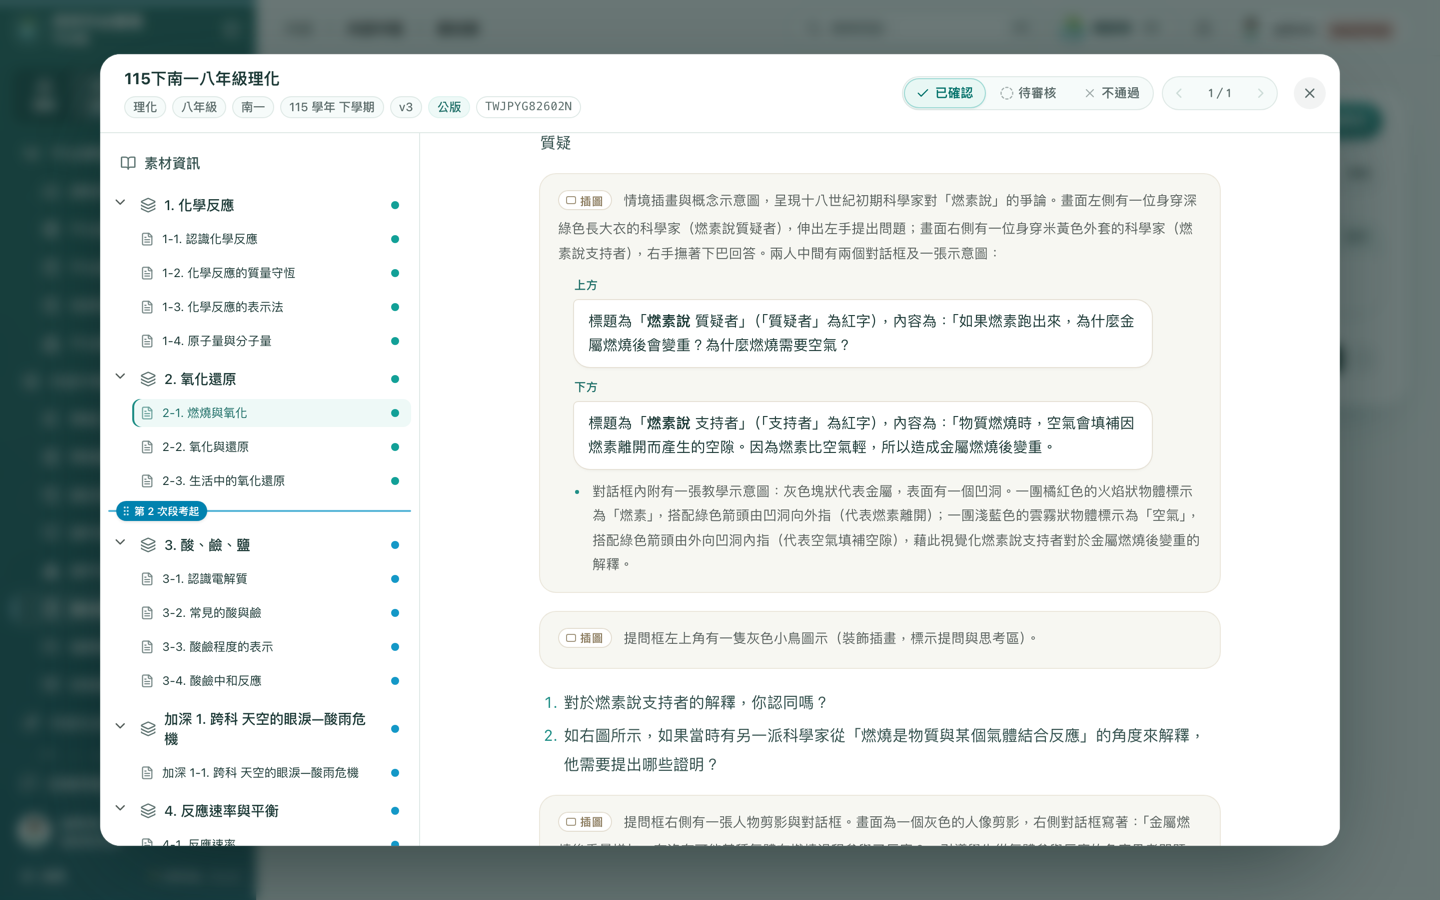 115下南一八年級理化
理化
八年級
南一
115 學年 下學期
v3
公版
TWJPYG82602N
已確認
待審核
不通過
1 / 1
素材資訊
1. 化學反應
1-1. 認識化學反應
1-2. 化學反應的質量守恆
1-3. 化學反應的表示法
1-4. 原子量與分子量
2. 氧化還原
2-1. 燃燒與氧化
2-2. 氧化與還原
2-3. 生活中的氧化還原
第 2 次段考起
3. 酸、鹼、鹽
3-1. 認識電解質
3-2. 常見的酸與鹼
3-3. 酸鹼程度的表示
3-4. 酸鹼中和反應
加深 1. 跨科 天空的眼淚—酸雨危
機
加深 1-1. 跨科 天空的眼淚—酸雨危機
4. 反應速率與平衡
4-1. 反應速率
質疑
插圖 情境插畫與概念示意圖，呈現十八世紀初期科學家對「燃素說」的爭論。畫面左側有一位身穿深
綠色長大衣的科學家（燃素說質疑者），伸出左手提出問題；畫面右側有一位身穿米黃色外套的科學家（燃
素說支持者），右手撫著下巴回答。兩人中間有兩個對話框及一張示意圖：
上方
標題為「燃素說 質疑者」（「質疑者」為紅字），內容為：「如果燃素跑出來，為什麼金
屬燃燒後會變重？為什麼燃燒需要空氣？
下方
標題為「燃素說 支持者」（「支持者」為紅字），內容為：「物質燃燒時，空氣會填補因
燃素離開而產生的空隙。因為燃素比空氣輕，所以造成金屬燃燒後變重。
對話框內附有一張教學示意圖：灰色塊狀代表金屬，表面有一個凹洞。一團橘紅色的火焰狀物體標示
為「燃素」，搭配綠色箭頭由凹洞向外指（代表燃素離開）；一團淺藍色的雲霧狀物體標示為「空氣」，
搭配綠色箭頭由外向凹洞內指（代表空氣填補空隙），藉此視覺化燃素說支持者對於金屬燃燒後變重的
解釋。
插圖 提問框左上角有一隻灰色小鳥圖示（裝飾插畫，標示提問與思考區）。
1. 對於燃素說支持者的解釋，你認同嗎？
2. 如右圖所示，如果當時有另一派科學家從「燃燒是物質與某個氣體結合反應」的角度來解釋，
他需要提出哪些證明？
插圖 提問框右側有一張人物剪影與對話框。畫面為一個灰色的人像剪影，右側對話框寫著：「金屬燃